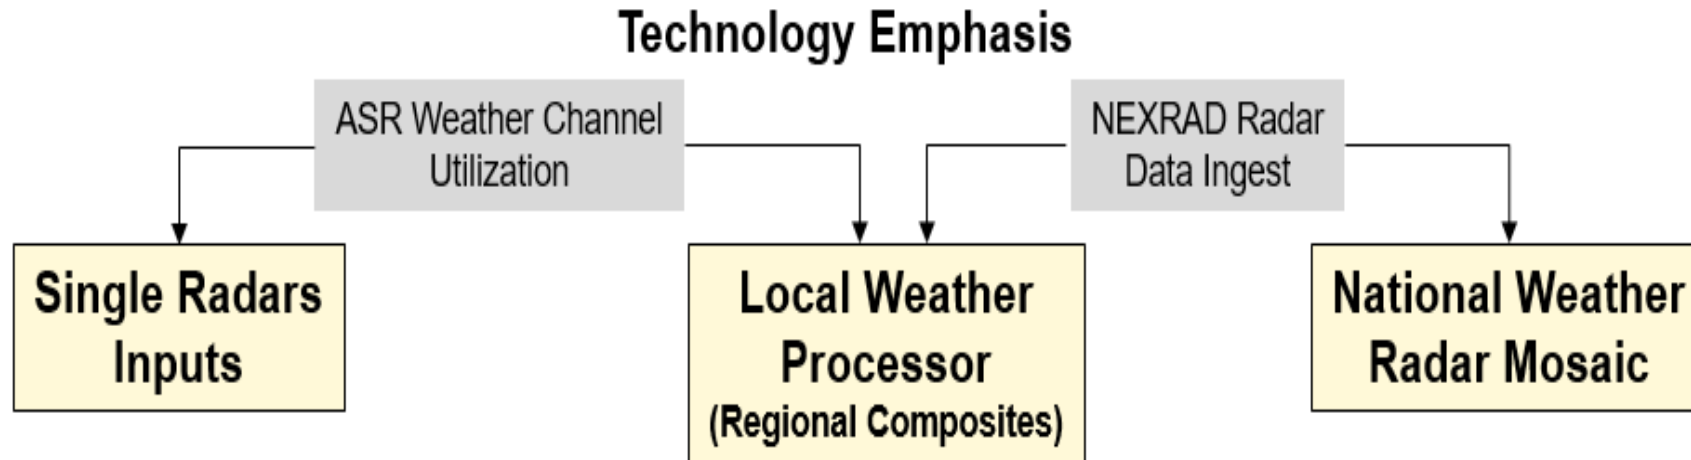 Technology Emphasis
ASR Weather Channel
Utilization
NEXRAD Radar
Data Ingest
Single Radars
Inputs
Local Weather
Processor
(Regional Composites)
National Weather
Radar Mosaic